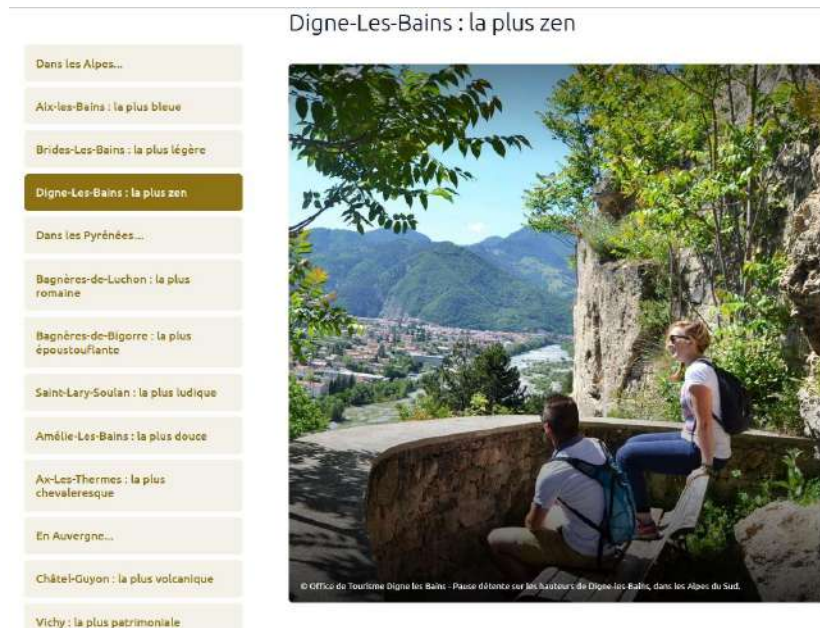 Digne-Les-Bains : la plus zen
Dans les Alpes...
Aix-les-Bains : la plus bleue
Brides-Les-Bains : la plus légère
Digne-Les-Bains : la plus zen
Dans les Pyrénées...
Bagnères-de-Luchon : la plus
romaine
Bagnères-de-Bigorre : la plus
époustouflante
Saint-Lary-Soulan : la plus ludique
Amélie-Les-Bains : la plus douce
Ax-Les-Thermes : la plus
chevaleresque
En Auvergne...
Châtel-Guyon : la plus volcanique
Vichy : la plus patrimoniale
© Office de Tourisme Digne les Bains - Pause détente sur les hauteurs de Digne-les-Bains, dans les Alpes du Sud.